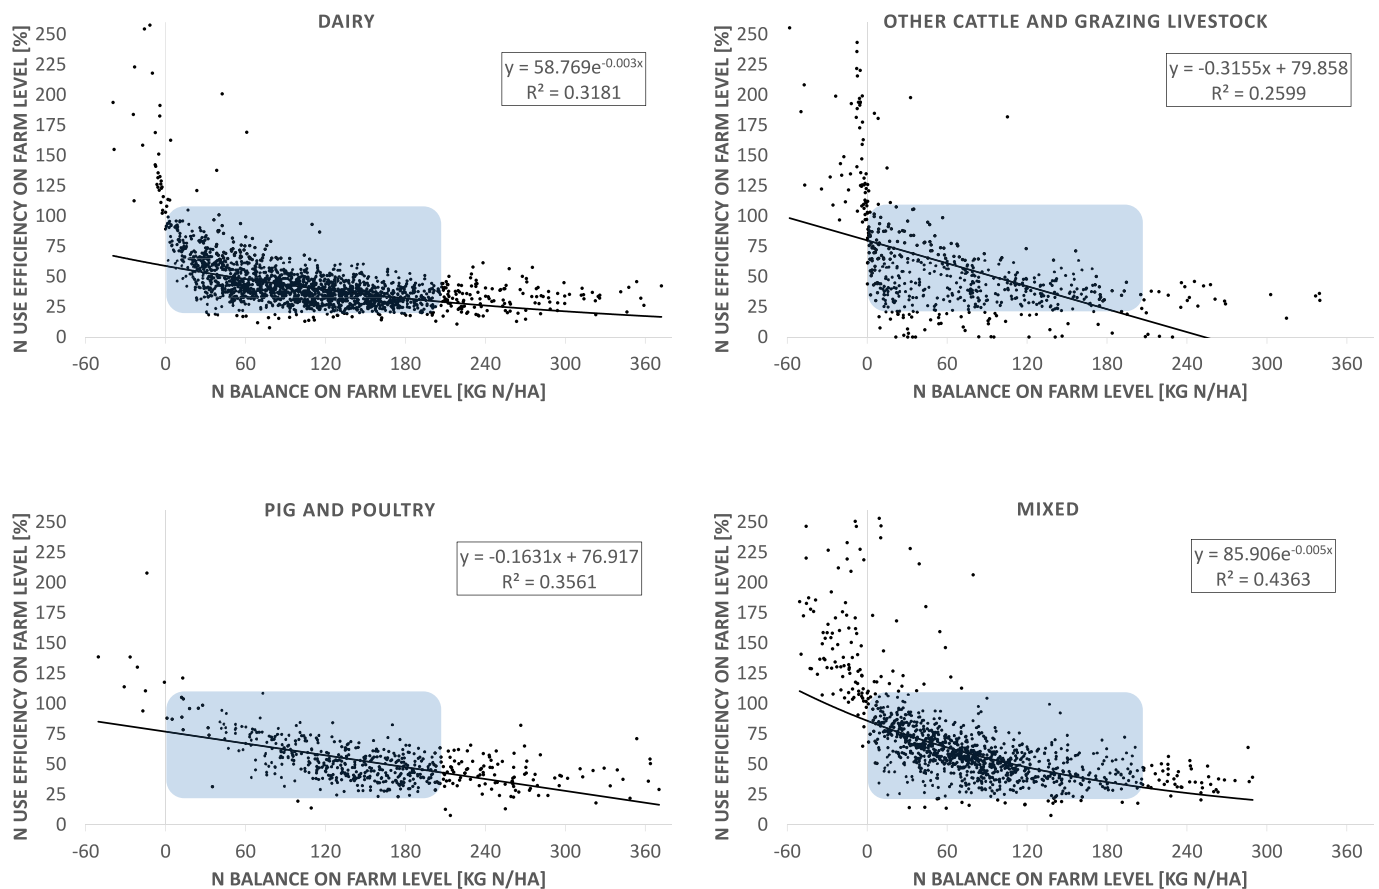 DAIRY
N USE EFFICIENCY ON FARM LEVEL [%]
250
225
200
175
150
125
100
75
50
25
0
y = 58.769e^-0.003x
R² = 0.3181
-60 0 60 120 180 240 300 360
N BALANCE ON FARM LEVEL [KG N/HA]
OTHER CATTLE AND GRAZING LIVESTOCK
N USE EFFICIENCY ON FARM LEVEL [%]
250
225
200
175
150
125
100
75
50
25
0
y = -0.3155x + 79.858
R² = 0.2599
-60 0 60 120 180 240 300 360
N BALANCE ON FARM LEVEL [KG N/HA]
PIG AND POULTRY
N USE EFFICIENCY ON FARM LEVEL [%]
250
225
200
175
150
125
100
75
50
25
0
y = -0.1631x + 76.917
R² = 0.3561
-60 0 60 120 180 240 300 360
N BALANCE ON FARM LEVEL [KG N/HA]
MIXED
N USE EFFICIENCY ON FARM LEVEL [%]
250
225
200
175
150
125
100
75
50
25
0
y = 85.906e^-0.005x
R² = 0.4363
-60 0 60 120 180 240 300 360
N BALANCE ON FARM LEVEL [KG N/HA]